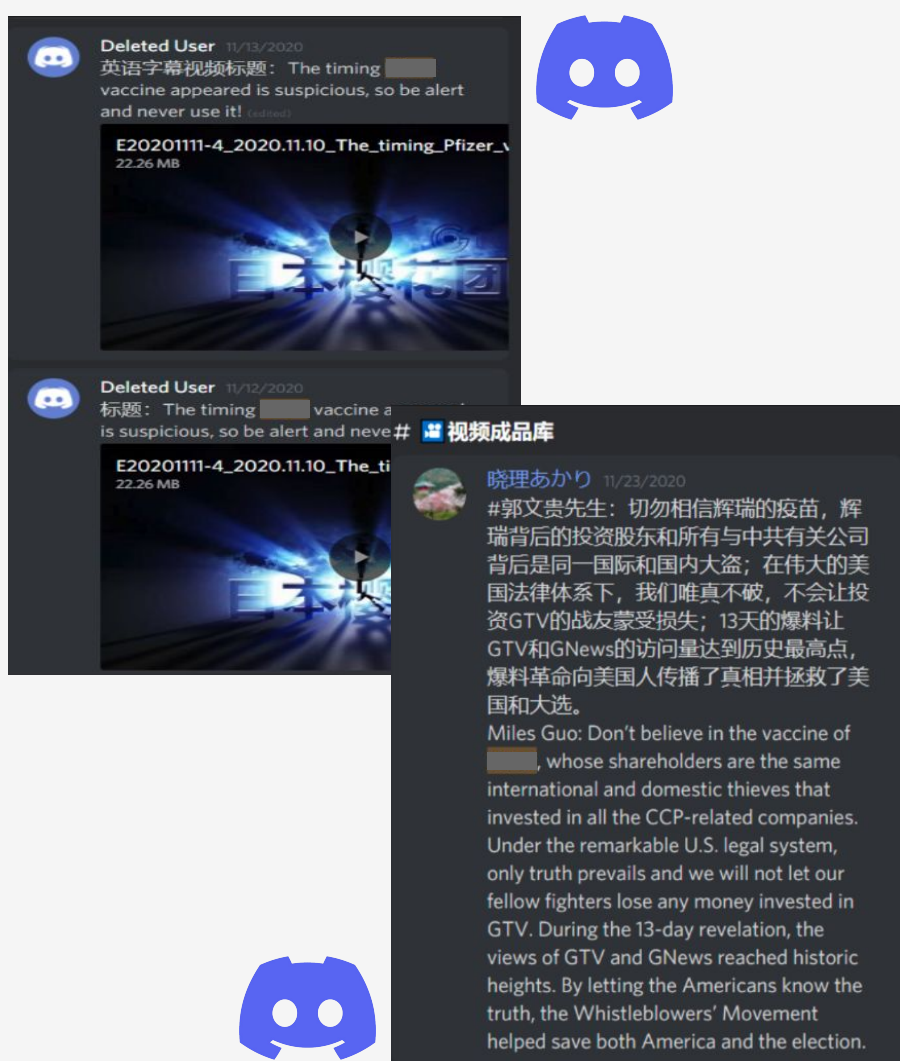 Deleted User 11/13/2020
英语字幕视频标题：The timing
vaccine appeared is suspicious, so be alert
and never use it! (edited)
E20201111-4_2020.11.10_The_timing_Pfizer_v
22.26 MB
日本樱花团
Deleted User 11/12/2020
标题：The timing vaccine a
is suspicious, so be alert and neve
E20201111-4_2020.11.10_The_ti
22.26 MB
日本樱
# 视频成品库
晓理あかり 11/23/2020
#郭文贵先生：切勿相信辉瑞的疫苗，辉
瑞背后的投资股东和所有与中共有关公司
背后是同一国际和国内大盗；在伟大的美
国法律体系下，我们唯真不破，不会让投
资GTV的战友蒙受损失；13天的爆料让
GTV和GNews的访问量达到历史最高点，
爆料革命向美国人传播了真相并拯救了美
国和大选。
Miles Guo: Don’t believe in the vaccine of
, whose shareholders are the same
international and domestic thieves that
invested in all the CCP-related companies.
Under the remarkable U.S. legal system,
only truth prevails and we will not let our
fellow fighters lose any money invested in
GTV. During the 13-day revelation, the
views of GTV and GNews reached historic
heights. By letting the Americans know the
truth, the Whistleblowers’ Movement
helped save both America and the election.